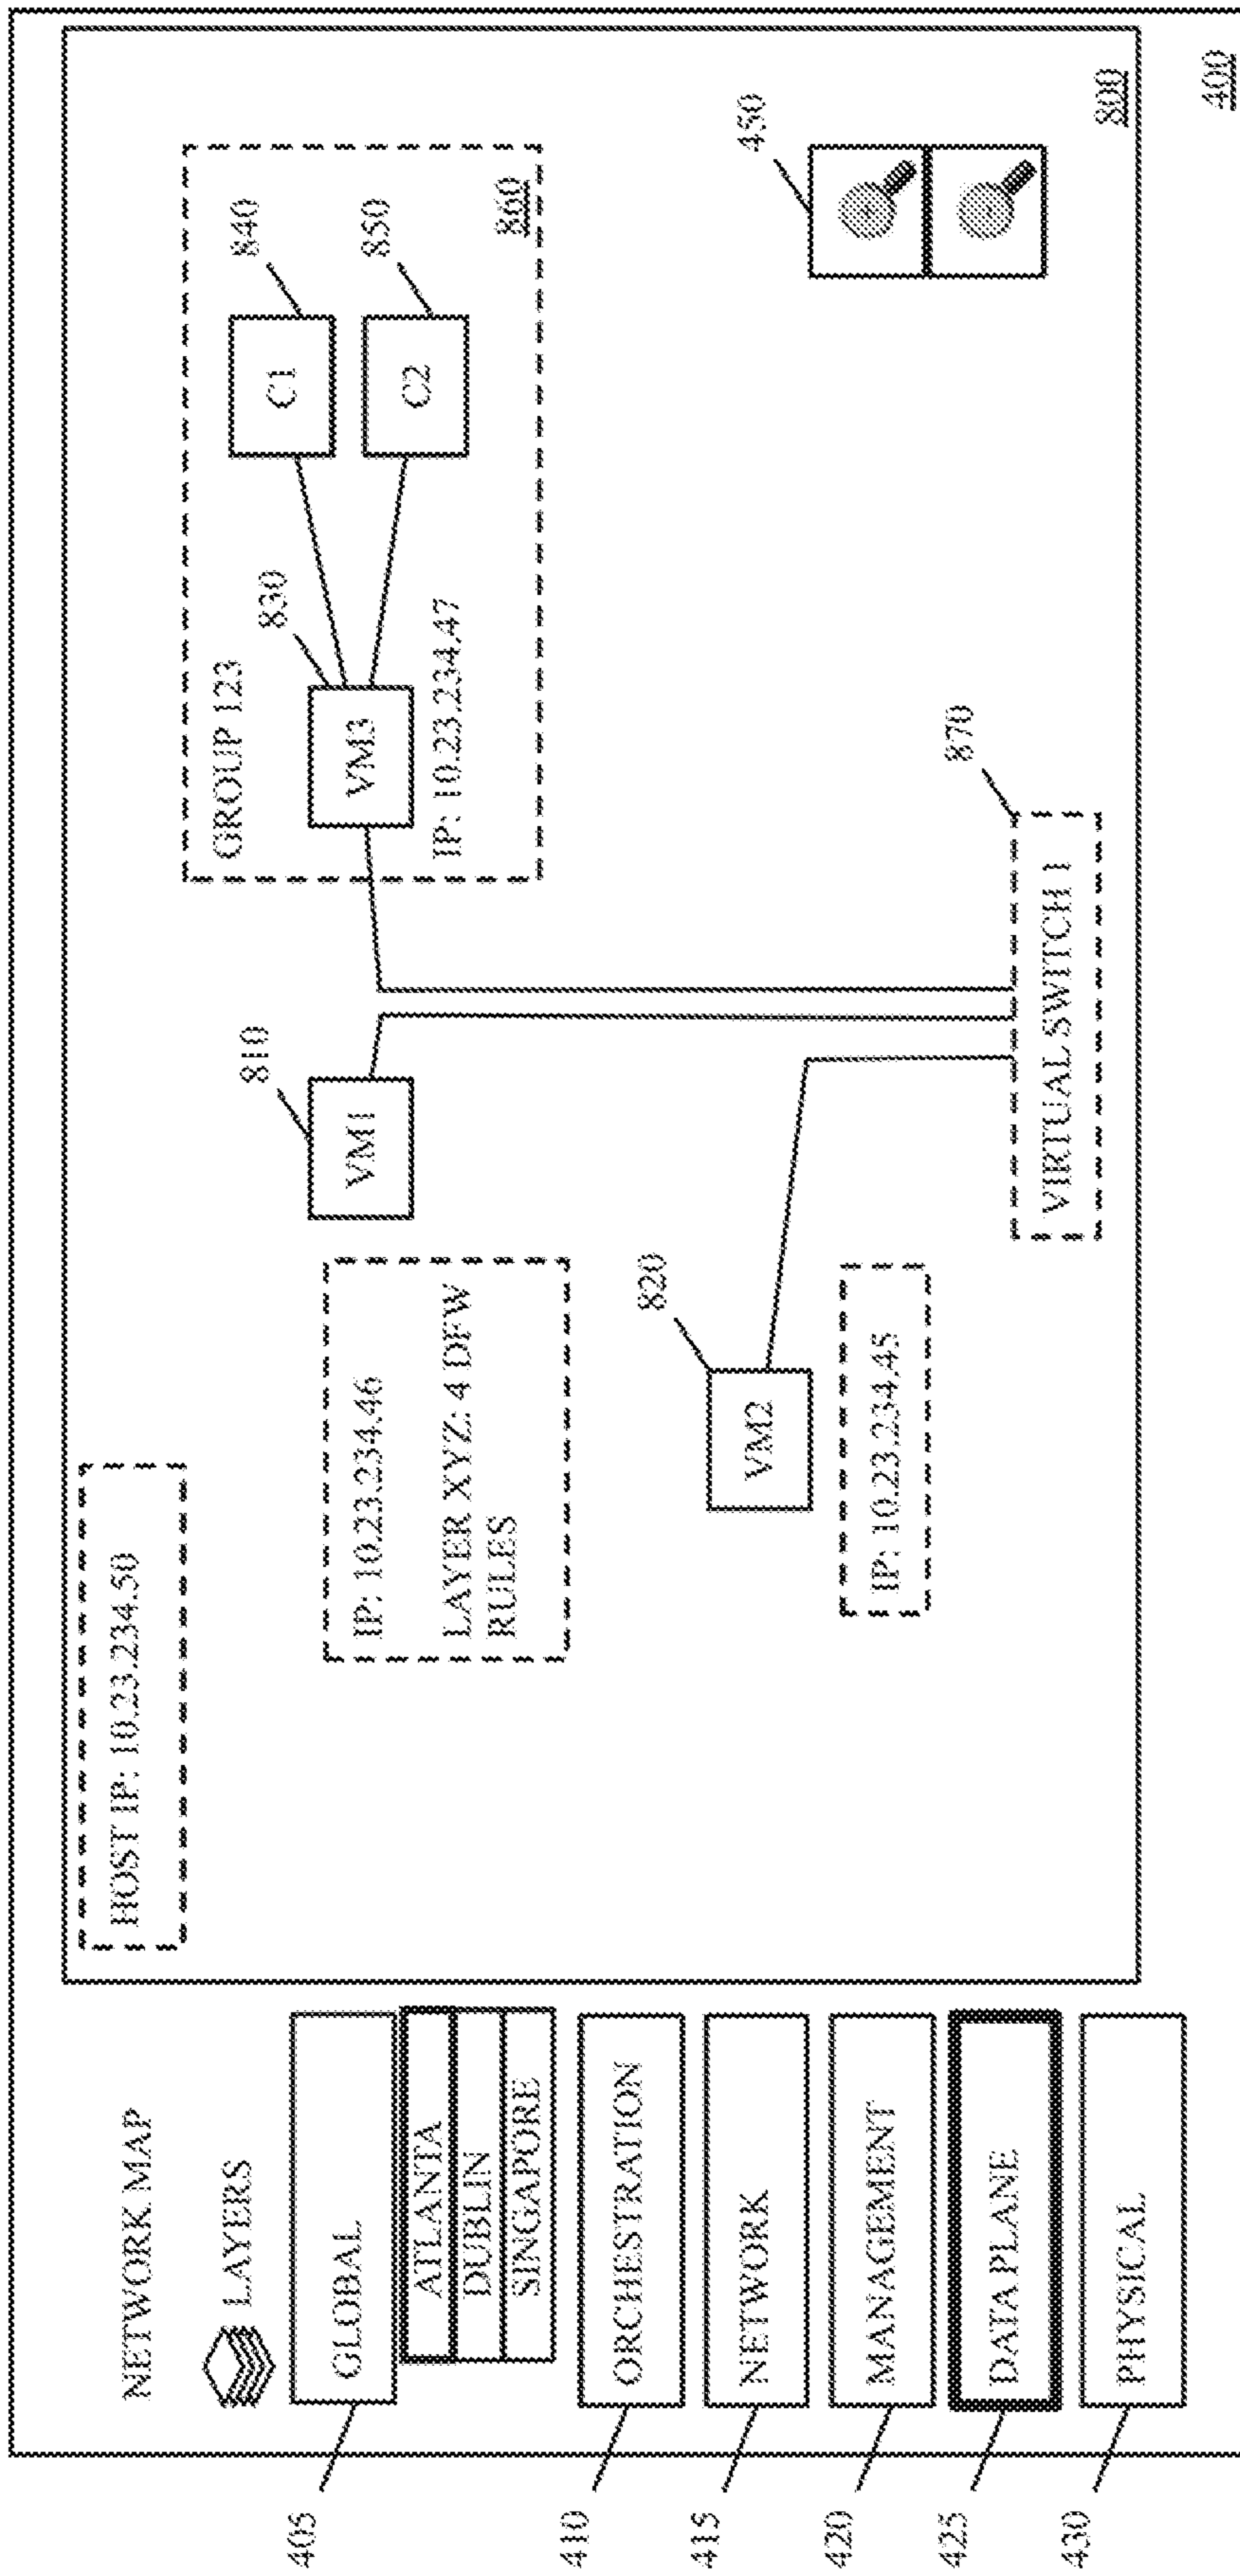 NETWORK MAP
LAYERS
405
GLOBAL
ATLANTA
DUBLIN
SINGAPORE
410
ORCHESTRATION
415
NETWORK
420
MANAGEMENT
425
DATA PLANE
430
PHYSICAL
HOST IP: 10.23.234.50
IP: 10.23.234.46
LAYER XYZ: 4 DFW
RULES
810
VM1
820
VM2
IP: 10.23.234.45
GROUP 123
830
VM3
IP: 10.23.234.47
840
C1
850
C2
860
870
VIRTUAL SWITCH 1
450
800
400